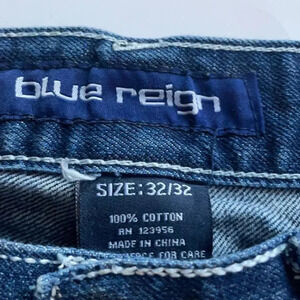 blue reign
SIZE: 32/32
100% COTTON
RN 123956
MADE IN CHINA
FOR CARE